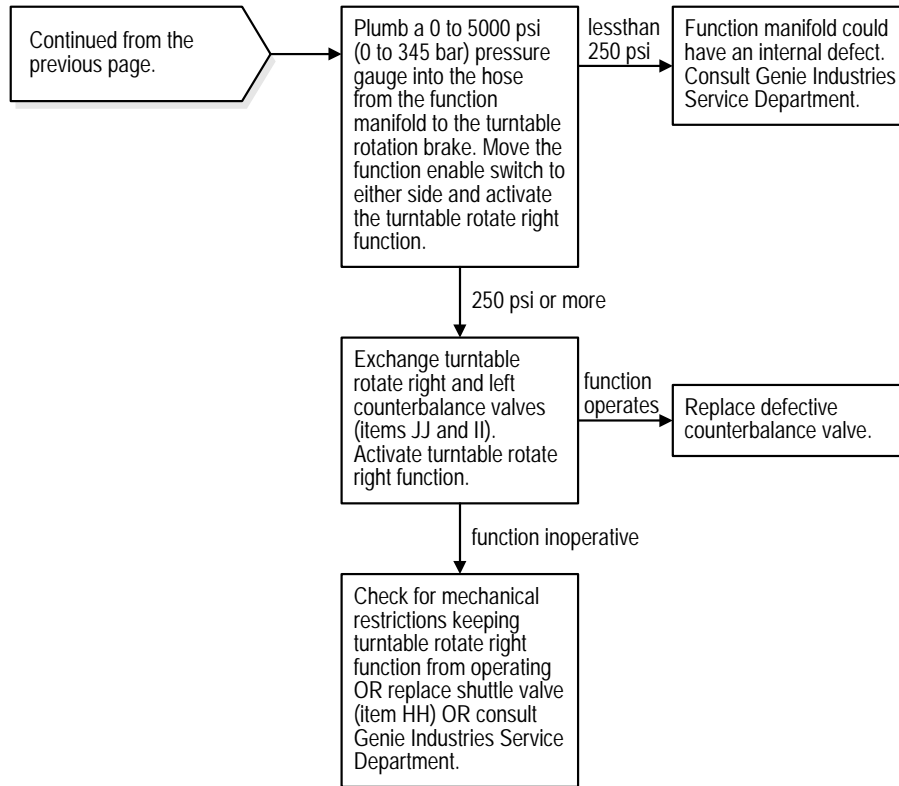 Continued from the
previous page.
Plumb a 0 to 5000 psi
(0 to 345 bar) pressure
gauge into the hose
from the function
manifold to the turntable
rotation brake. Move the
function enable switch to
either side and activate
the turntable rotate right
function.
lessthan
250 psi
Function manifold could
have an internal defect.
Consult Genie Industries
Service Department.
250 psi or more
Exchange turntable
rotate right and left
counterbalance valves
(items JJ and II).
Activate turntable rotate
right function.
function
operates
Replace defective
counterbalance valve.
function inoperative
Check for mechanical
restrictions keeping
turntable rotate right
function from operating
OR replace shuttle valve
(item HH) OR consult
Genie Industries Service
Department.